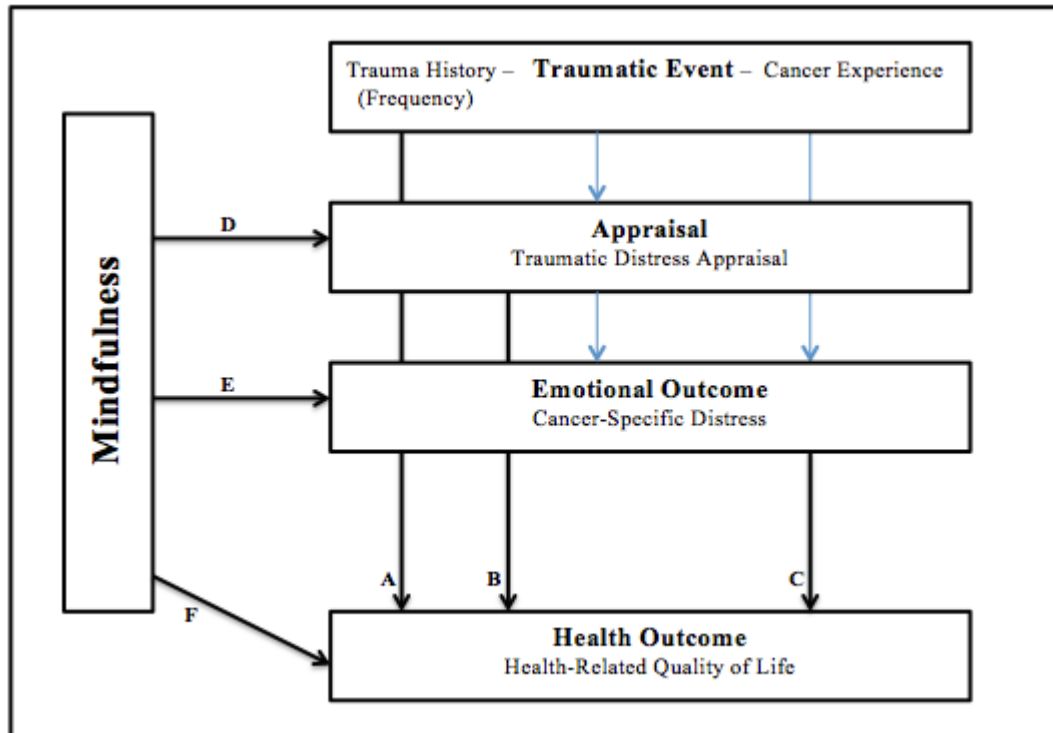 Trauma History – Traumatic Event – Cancer Experience
(Frequency)
Mindfulness
D
Appraisal
Traumatic Distress Appraisal
E
Emotional Outcome
Cancer-Specific Distress
A
B
C
F
Health Outcome
Health-Related Quality of Life